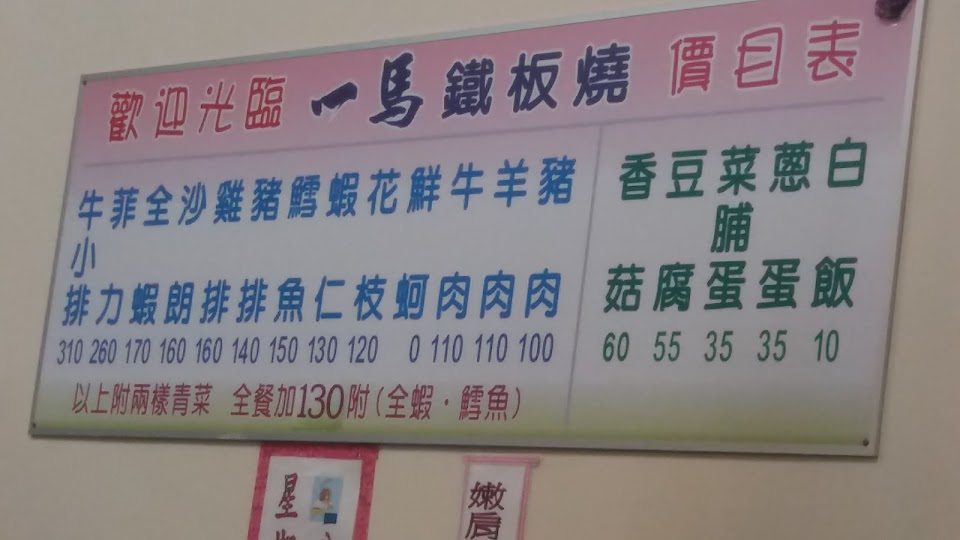 歡迎光臨 一馬鐵板燒 價目表
牛小排 310
菲力 260
全蝦 170
沙朗 160
雞排 160
豬排 140
鱈魚 150
蝦仁 130
花枝 120
鮮蚵 0
牛肉 110
羊肉 110
豬肉 100
香菇 60
豆腐 55
菜脯蛋 35
蔥蛋 35
白飯 10
以上附兩樣青菜 全餐加130附(全蝦．鱈魚)
星
嫩肩